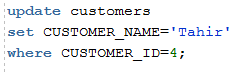 update customers
set CUSTOMER_NAME='Tahir'
where CUSTOMER_ID=4;